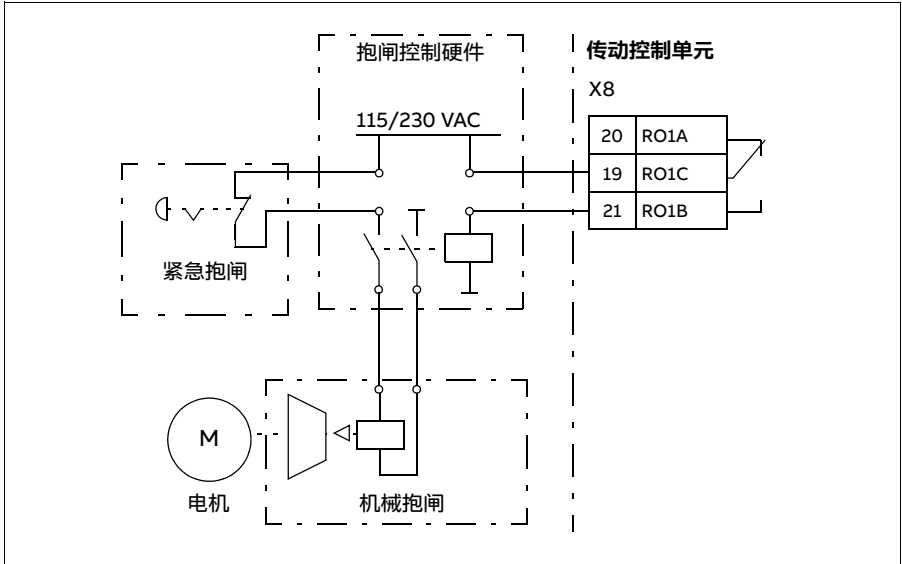 抱闸控制硬件
传动控制单元
X8
115/230 VAC
20 RO1A
19 RO1C
21 RO1B
紧急抱闸
M
电机
机械抱闸